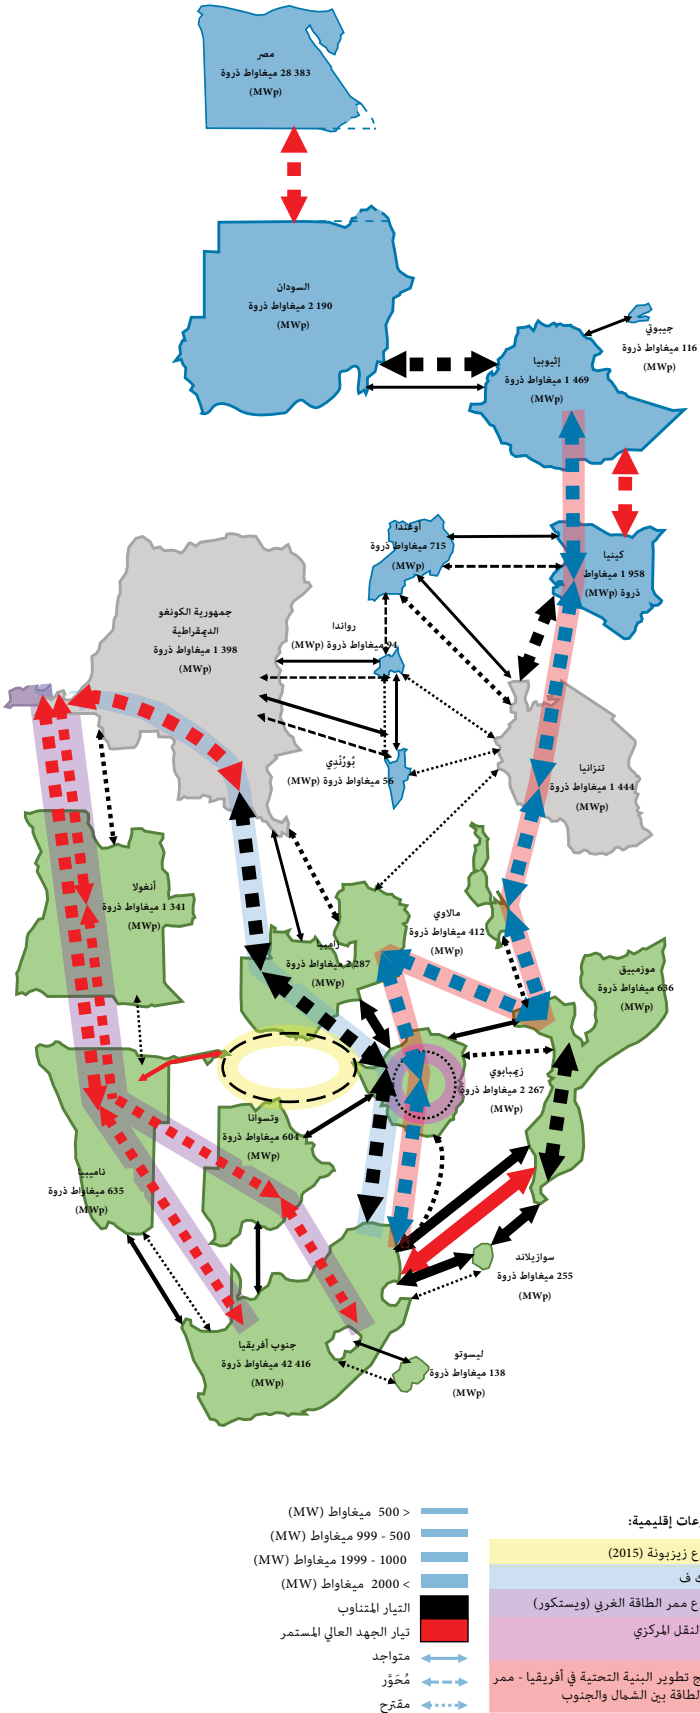 مصر
28 383 ميغاواط ذروة
(MWp)
السودان
2 190 ميغاواط ذروة
(MWp)
جيبوتي
116 ميغاواط ذروة
(MWp)
إثيوبيا
1 469 ميغاواط ذروة
(MWp)
أوغندا
715 ميغاواط ذروة
(MWp)
كينيا
1 958 ميغاواط
ذروة (MWp)
جمهورية الكونغو
الديمقراطية
1 398 ميغاواط ذروة
(MWp)
رواندا
94 ميغاواط ذروة (MWp)
بُورُنْدِي
56 ميغاواط ذروة (MWp)
تنزانيا
1 444 ميغاواط ذروة
(MWp)
أنغولا
1 341 ميغاواط ذروة
(MWp)
مالاوي
412 ميغاواط ذروة
(MWp)
زامبيا
2 287 ميغاواط ذروة
(MWp)
موزمبيق
636 ميغاواط ذروة
(MWp)
زيمبابوي
2 267 ميغاواط ذروة
(MWp)
وتسوانا
604 ميغاواط ذروة
(MWp)
ناميبيا
635 ميغاواط ذروة
(MWp)
سوازيلاند
255 ميغاواط ذروة
(MWp)
جنوب أفريقيا
42 416 ميغاواط ذروة
(MWp)
ليسوتو
138 ميغاواط ذروة
(MWp)
< 500 ميغاواط (MW)
500 - 999 ميغاواط (MW)
1000 - 1999 ميغاواط (MW)
> 2000 ميغاواط (MW)
التيار المتناوب
تيار الجهد العالي المستمر
متواجد
مُحَوَّر
مقترح
إقليمية:
زيزبونة (2015)
ف
ممر الطاقة الغربي (ويستكور)
النقل المركزي
تطوير البنية التحتية في أفريقيا - ممر
الطاقة بين الشمال والجنوب